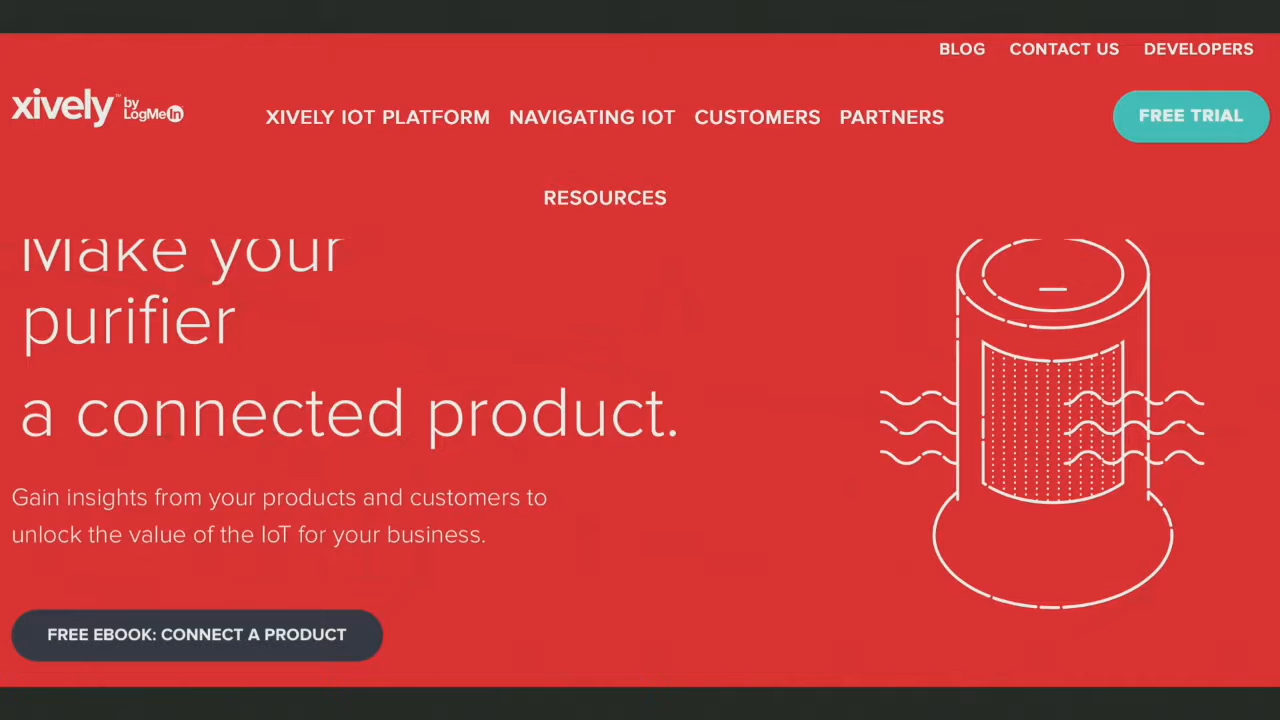 BLOG CONTACT US DEVELOPERS
xively™ by LogMeIn
XIVELY IOT PLATFORM NAVIGATING IOT CUSTOMERS PARTNERS
FREE TRIAL
RESOURCES
Make your
purifier
a connected product.
Gain insights from your products and customers to
unlock the value of the IoT for your business.
FREE EBOOK: CONNECT A PRODUCT